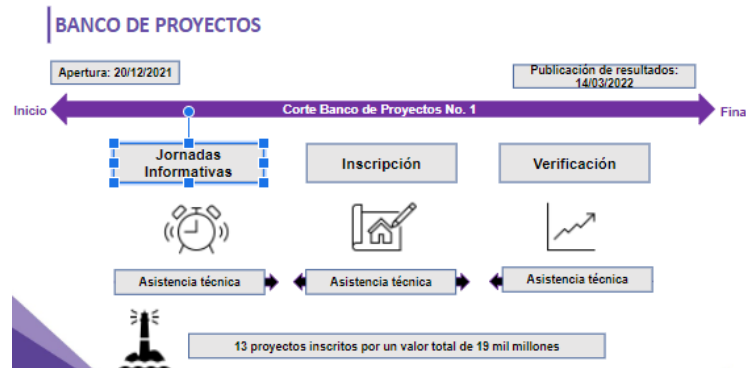 BANCO DE PROYECTOS
Apertura: 20/12/2021
Publicación de resultados:
14/03/2022
Inicio
Corte Banco de Proyectos No. 1
Fina
Jornadas
Informativas
Inscripción
Verificación
Asistencia técnica
Asistencia técnica
Asistencia técnica
13 proyectos inscritos por un valor total de 19 mil millones